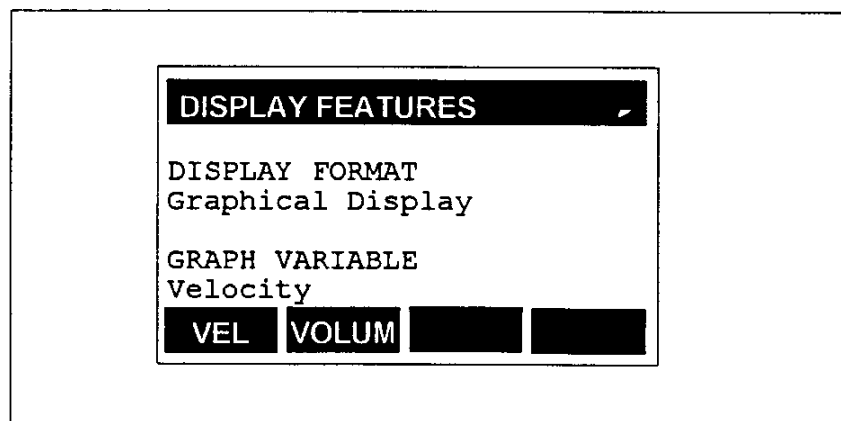 DISPLAY FEATURES
DISPLAY FORMAT
Graphical Display
GRAPH VARIABLE
Velocity
VEL VOLUM